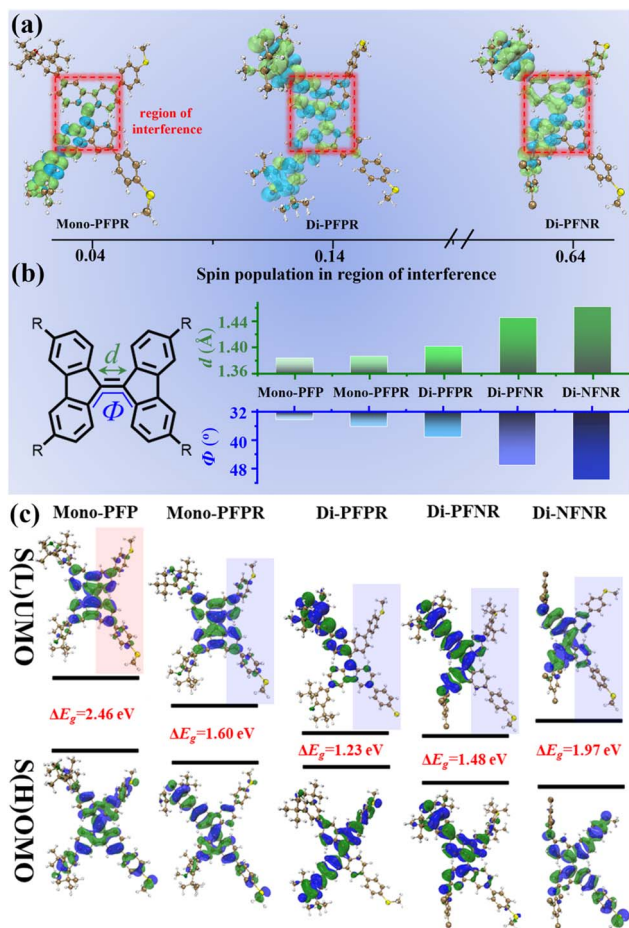 (a)
region of
interference
Mono-PFPR
Di-PFPR
Di-PFNR
0.04
0.14
0.64
Spin population in region of interference
(b)
R
R
d
Φ
R
R
d (Å)
1.44
1.40
1.36
Mono-PFP
Mono-PFPR
Di-PFPR
Di-PFNR
Di-NFNR
Φ (º)
32
40
48
(c)
Mono-PFP
Mono-PFPR
Di-PFPR
Di-PFNR
Di-NFNR
S(L)UMO
ΔEg=2.46 eV
ΔEg=1.60 eV
ΔEg=1.23 eV
ΔEg=1.48 eV
ΔEg=1.97 eV
S(H)OMO